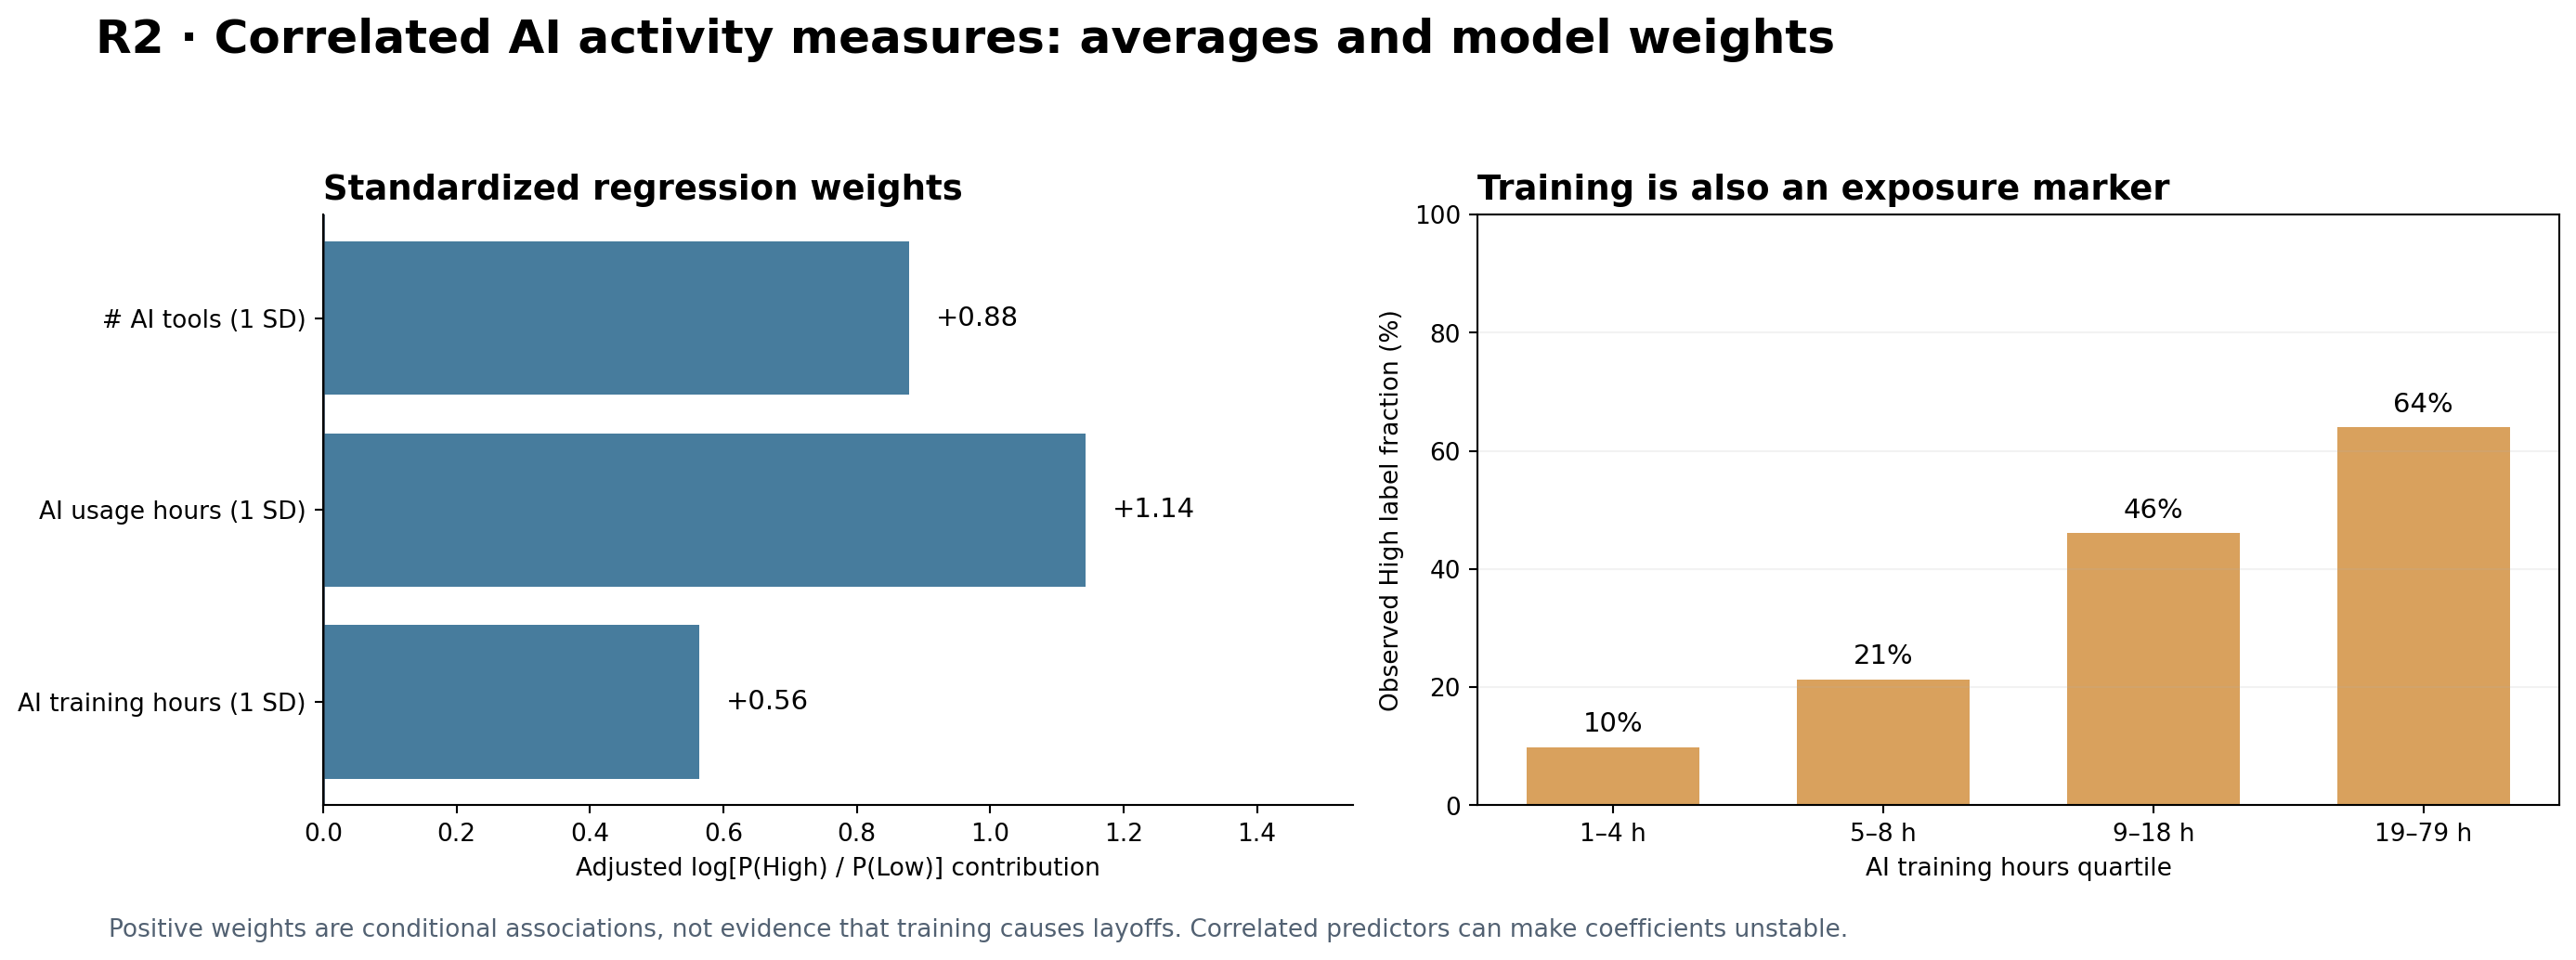 R2 · Correlated AI activity measures: averages and model weights
Standardized regression weights
# AI tools (1 SD)
+0.88
AI usage hours (1 SD)
+1.14
AI training hours (1 SD)
+0.56
0.0 0.2 0.4 0.6 0.8 1.0 1.2 1.4
Adjusted log[P(High) / P(Low)] contribution
Training is also an exposure marker
Observed High label fraction (%)
100
80
60
40
20
0
10%
21%
46%
64%
1–4 h 5–8 h 9–18 h 19–79 h
AI training hours quartile
Positive weights are conditional associations, not evidence that training causes layoffs. Correlated predictors can make coefficients unstable.